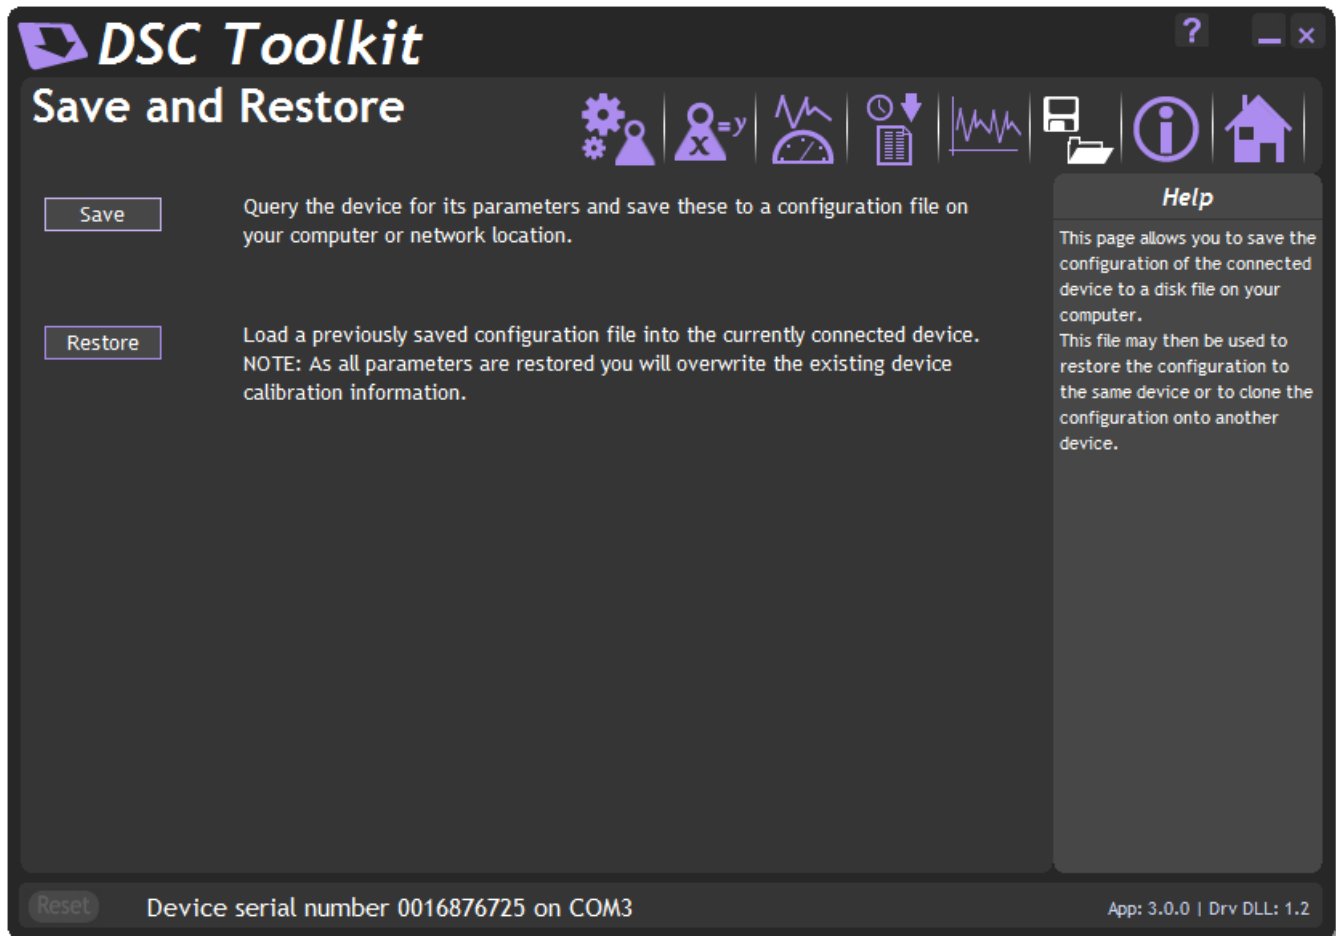 DSC Toolkit
?
Save and Restore
x
=y
Save
Query the device for its parameters and save these to a configuration file on
your computer or network location.
Restore
Load a previously saved configuration file into the currently connected device.
NOTE: As all parameters are restored you will overwrite the existing device
calibration information.
Help
This page allows you to save the
configuration of the connected
device to a disk file on your
computer.
This file may then be used to
restore the configuration to
the same device or to clone the
configuration onto another
device.
Reset
Device serial number 0016876725 on COM3
App: 3.0.0 | Drv DLL: 1.2